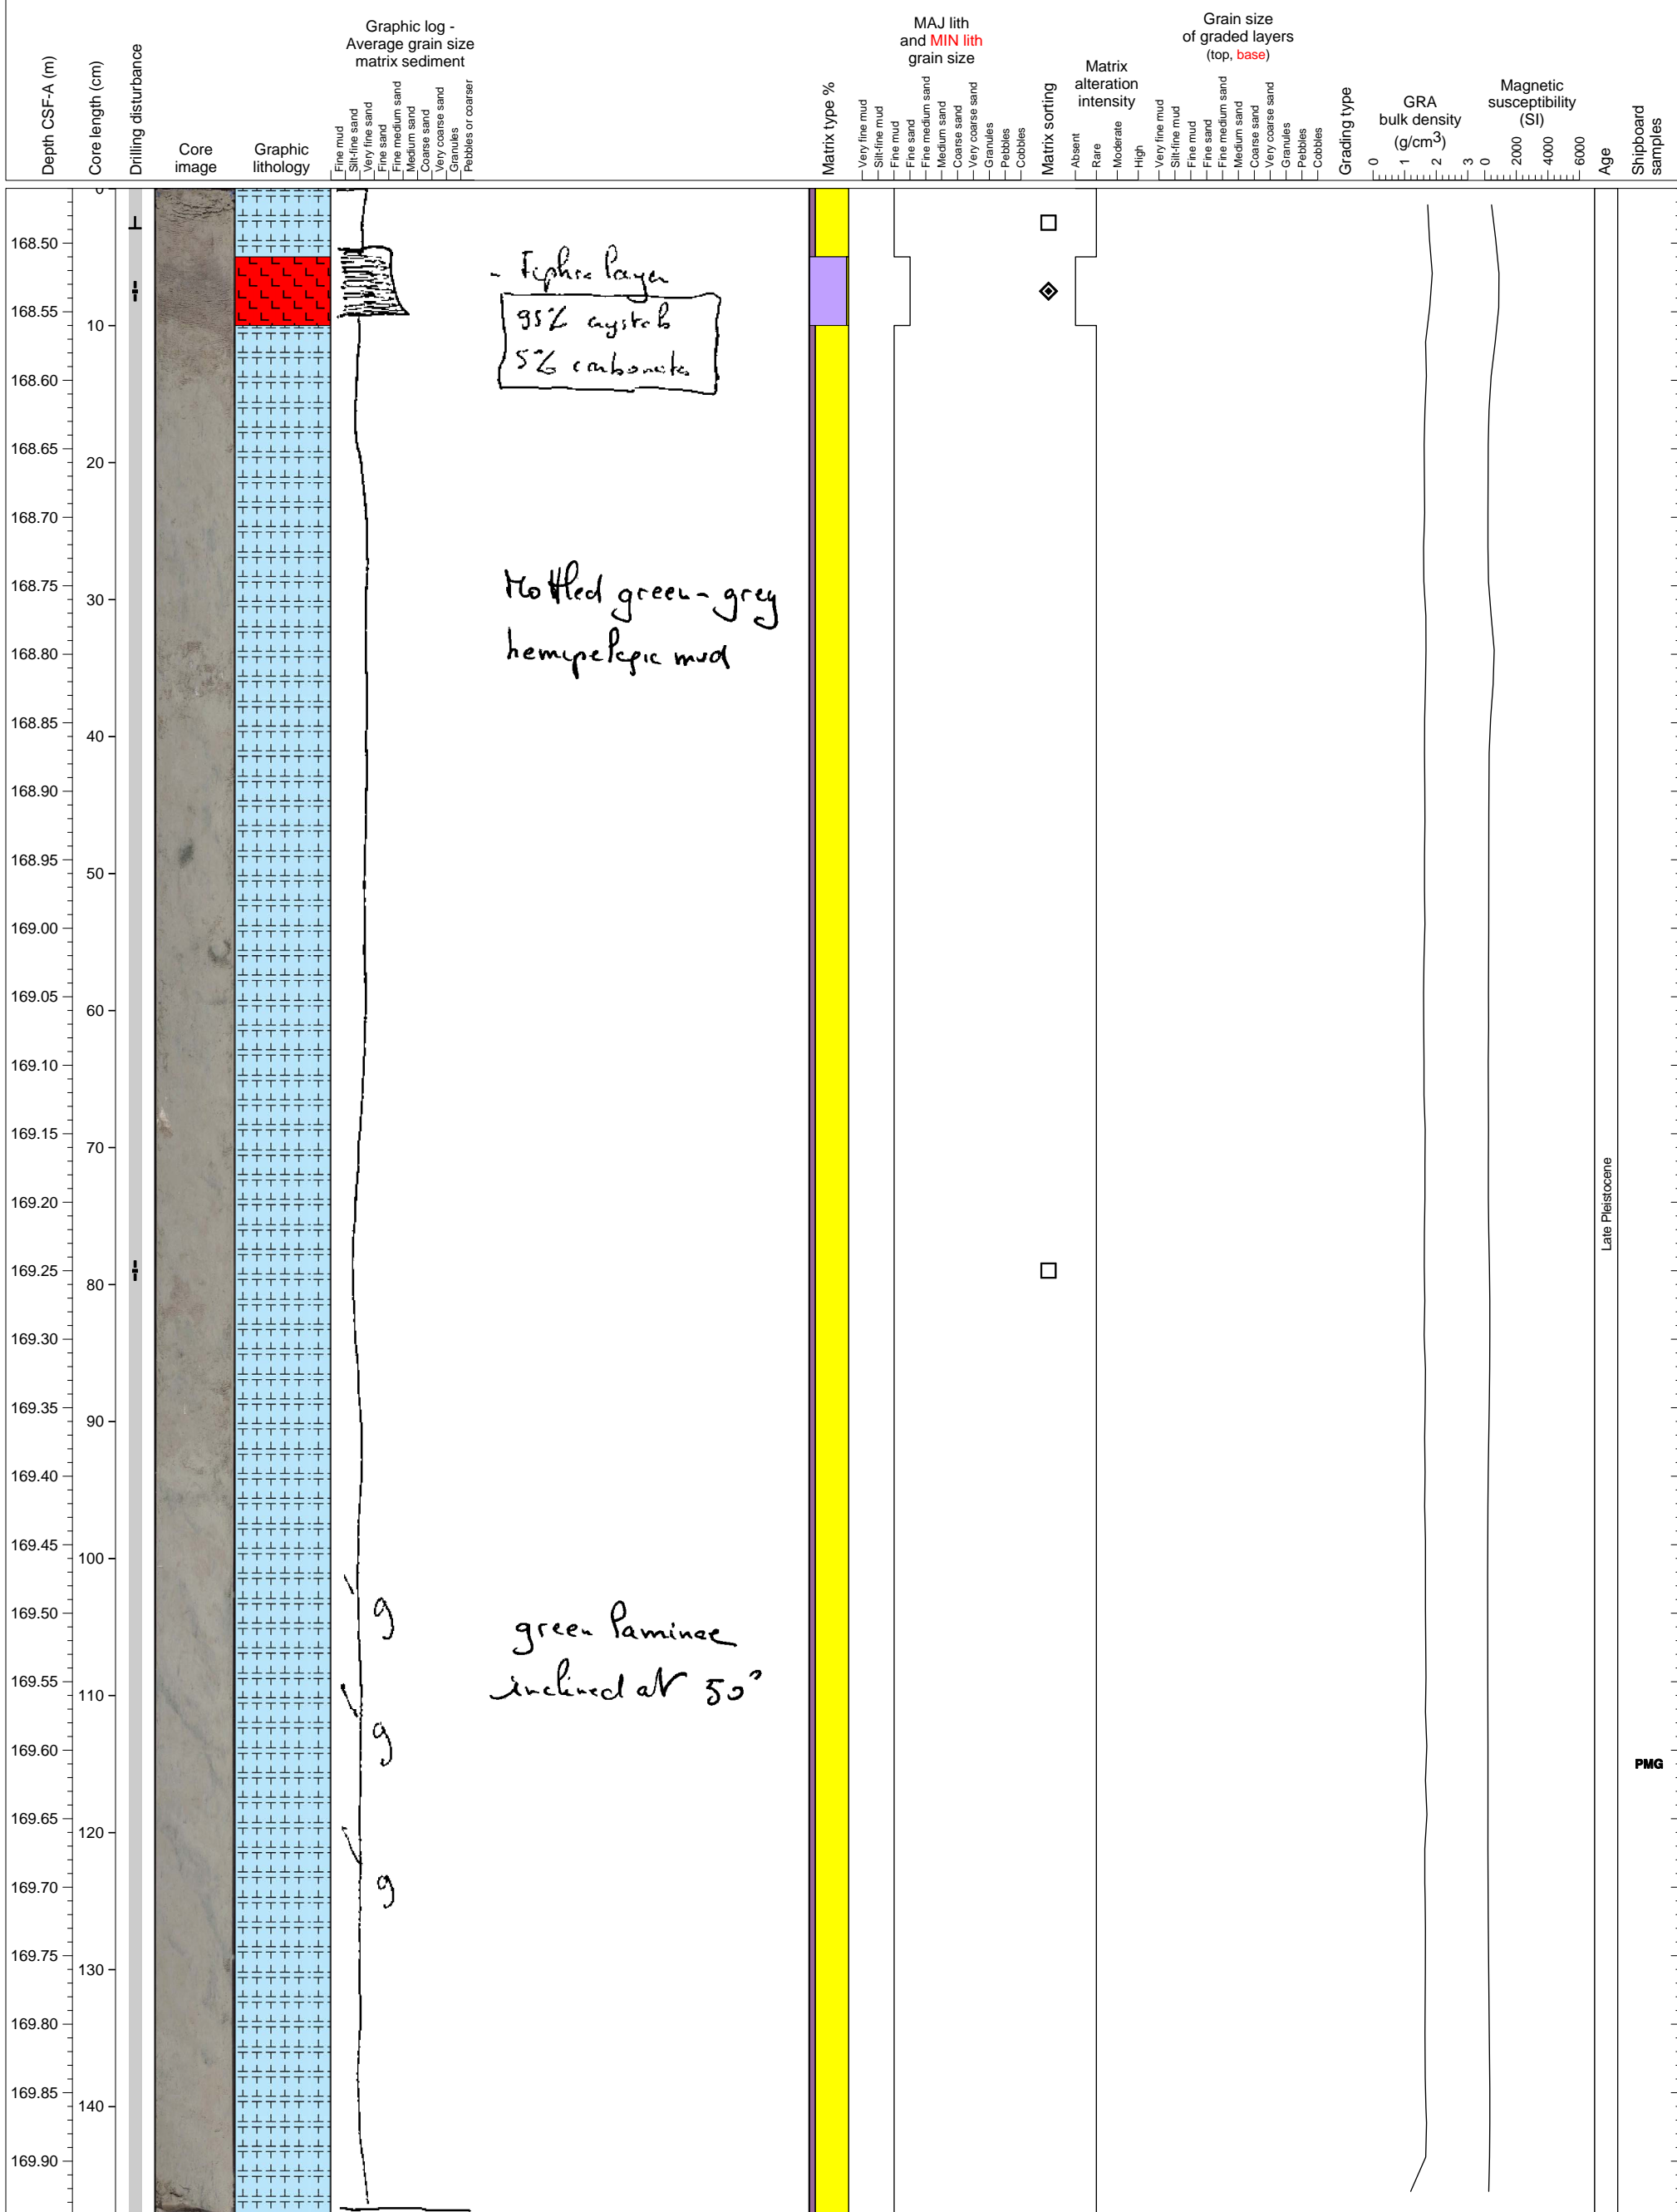 Depth CSF-A (m)
Core length (cm)
Drilling disturbance
Core
image
Graphic
lithology
Graphic log -
Average grain size
matrix sediment
Fine mud
Silt-fine sand
Very fine sand
Fine sand
Fine medium sand
Medium sand
Coarse sand
Very coarse sand
Granules
Pebbles or coarser
Matrix type %
MAJ lith
and MIN lith
grain size
Very fine mud
Silt-fine mud
Fine mud
Fine sand
Fine medium sand
Medium sand
Coarse sand
Very coarse sand
Granules
Pebbles
Cobbles
Matrix sorting
Matrix
alteration
intensity
Absent
Rare
Moderate
High
Grain size
of graded layers
(top, base)
Very fine mud
Silt-fine mud
Fine mud
Fine sand
Fine medium sand
Medium sand
Coarse sand
Very coarse sand
Granules
Pebbles
Cobbles
Grading type
GRA
bulk density
(g/cm3)
0 1 2 3
Magnetic
susceptibility
(SI)
0 2000 4000 6000
Age
Shipboard
samples
168.50
168.55
168.60
168.65
168.70
168.75
168.80
168.85
168.90
168.95
169.00
169.05
169.10
169.15
169.20
169.25
169.30
169.35
169.40
169.45
169.50
169.55
169.60
169.65
169.70
169.75
169.80
169.85
169.90
0
10
20
30
40
50
60
70
80
90
100
110
120
130
140
- Tephra layer
95% crystals
5% carbonates
Mottled green-grey
hemipelagic mud
g
green laminae
inclined at 50°
g
g
Late Pleistocene
PMG